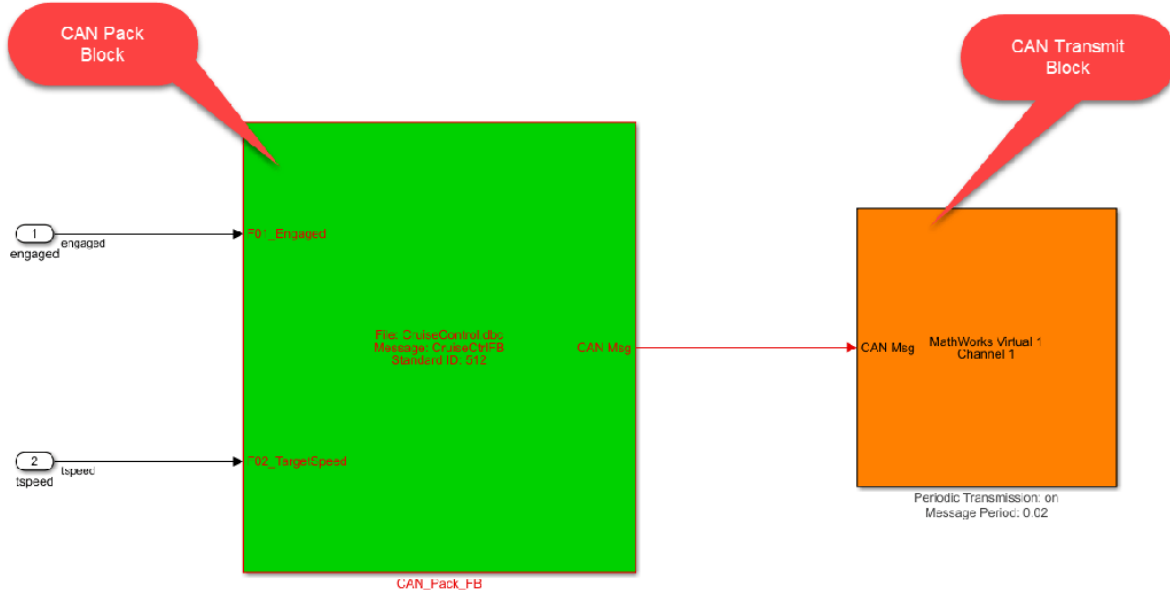 CAN Pack
Block
CAN Transmit
Block
1
engaged
engaged
F01_Engaged
File: CruiseControl.dbc
Message: CruiseCtrlFB
Standard ID: 512
CAN Msg
CAN Msg
MathWorks Virtual 1
Channel 1
2
tspeed
tspeed
F02_TargetSpeed
Periodic Transmission: on
Message Period: 0.02
CAN_Pack_FB